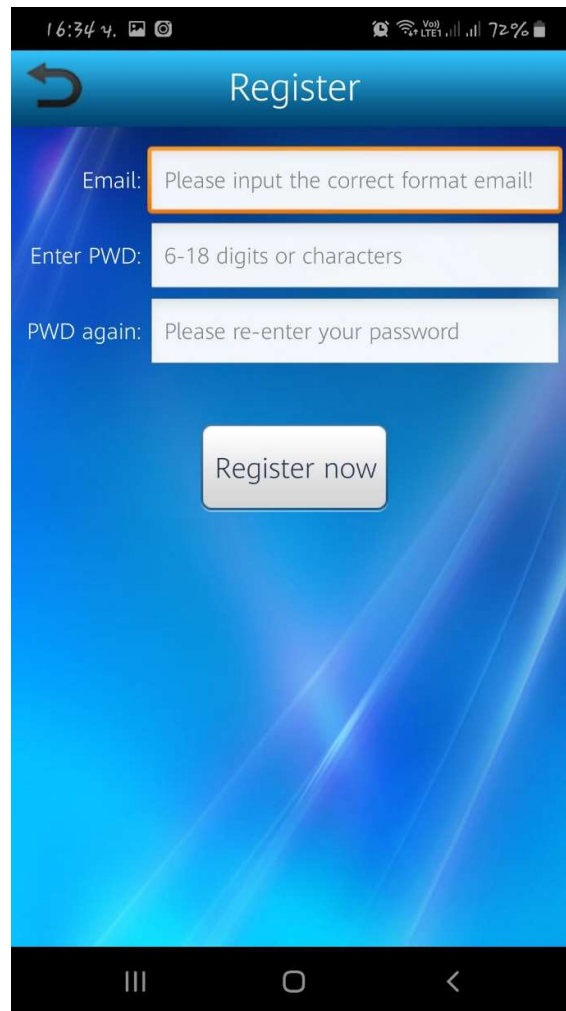 16:34 ч. 72%
Register
Email: Please input the correct format email!
Enter PWD: 6-18 digits or characters
PWD again: Please re-enter your password
Register now